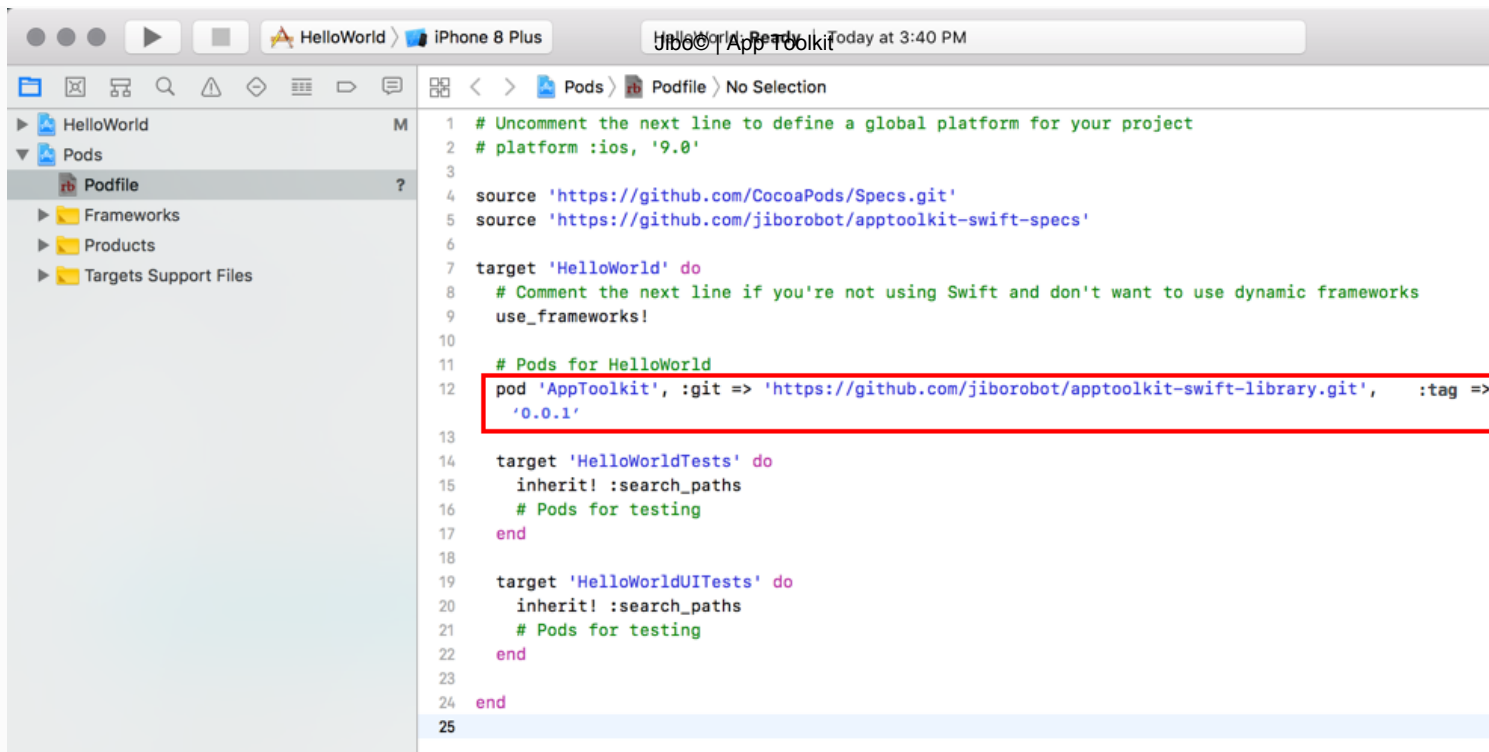 HelloWorld 〉 iPhone 8 Plus
HelloWorld: Ready | Today at 3:40 PM
Jibo© | App Toolkit
Pods 〉 rb Podfile 〉 No Selection
HelloWorld M
Pods
rb Podfile ?
Frameworks
Products
Targets Support Files
1 # Uncomment the next line to define a global platform for your project
2 # platform :ios, '9.0'
3
4 source 'https://github.com/CocoaPods/Specs.git'
5 source 'https://github.com/jiborobot/apptoolkit-swift-specs'
6
7 target 'HelloWorld' do
8 # Comment the next line if you're not using Swift and don't want to use dynamic frameworks
9 use_frameworks!
10
11 # Pods for HelloWorld
12 pod 'AppToolkit', :git => 'https://github.com/jiborobot/apptoolkit-swift-library.git', :tag =>
‘0.0.1’
13
14 target 'HelloWorldTests' do
15 inherit! :search_paths
16 # Pods for testing
17 end
18
19 target 'HelloWorldUITests' do
20 inherit! :search_paths
21 # Pods for testing
22 end
23
24 end
25